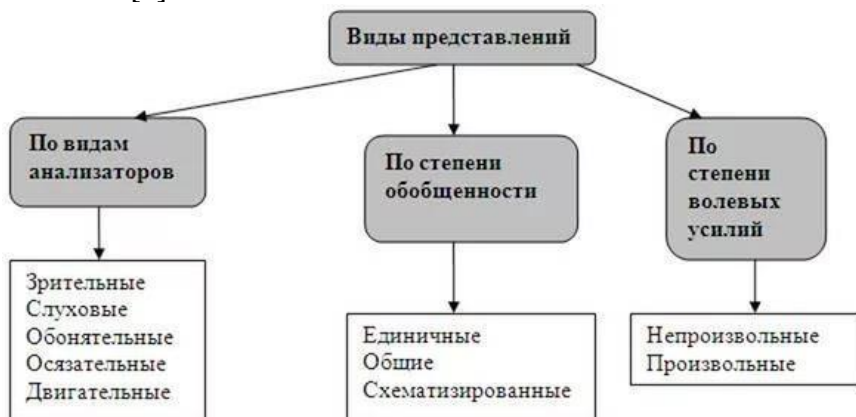 Виды представлений
По видам
анализаторов
По степени
обобщенности
По
степени
волевых
усилий
Зрительные
Слуховые
Обонятельные
Осязательные
Двигательные
Единичные
Общие
Схематизированные
Непроизвольные
Произвольные